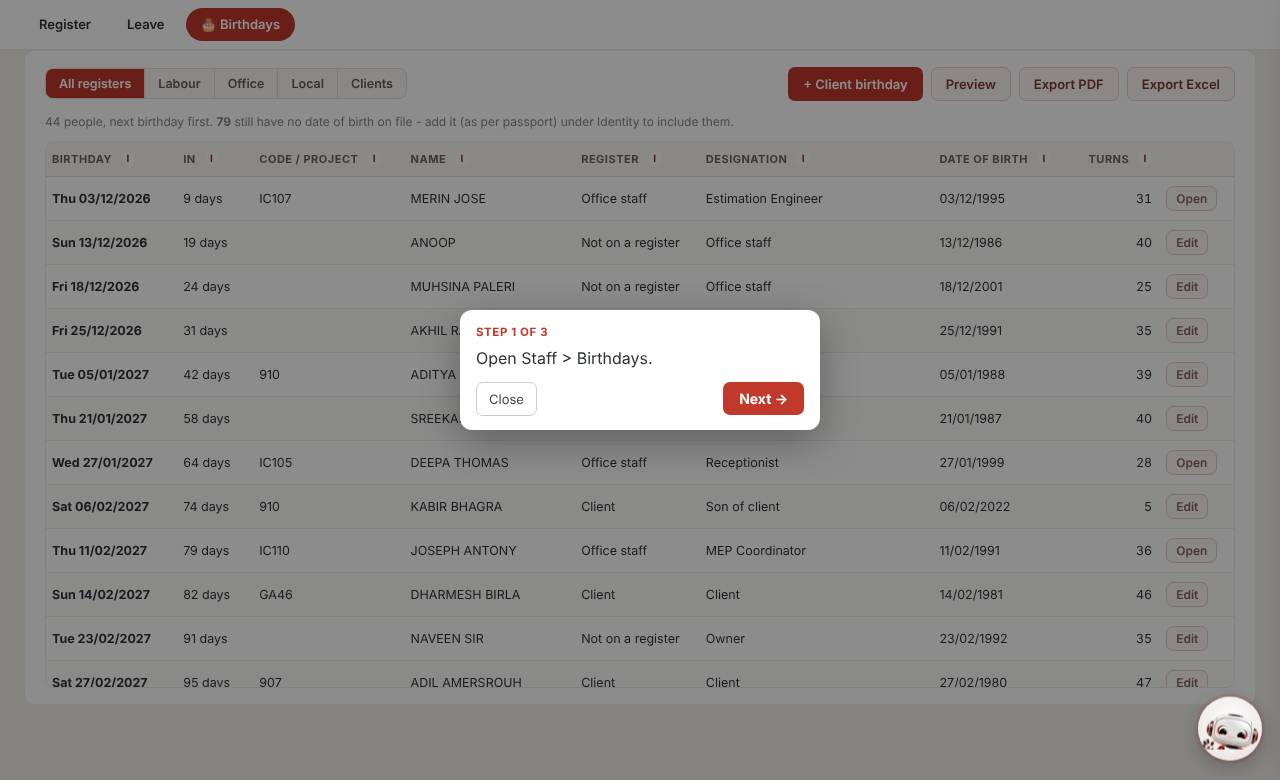 Register Leave 🎂 Birthdays
All registers Labour Office Local Clients + Client birthday Preview Export PDF Export Excel
44 people, next birthday first. 79 still have no date of birth on file - add it (as per passport) under Identity to include them.
BIRTHDAY IN CODE / PROJECT NAME REGISTER DESIGNATION DATE OF BIRTH TURNS
Thu 03/12/2026 9 days IC107 MERIN JOSE Office staff Estimation Engineer 03/12/1995 31 Open
Sun 13/12/2026 19 days ANOOP Not on a register Office staff 13/12/1986 40 Edit
Fri 18/12/2026 24 days MUHSINA PALERI Not on a register Office staff 18/12/2001 25 Edit
Fri 25/12/2026 31 days AKHIL 25/12/1991 35 Edit
Tue 05/01/2027 42 days 910 ADITYA 05/01/1988 39 Edit
Thu 21/01/2027 58 days 21/01/1987 40 Edit
Wed 27/01/2027 64 days IC105 DEEPA THOMAS Office staff Receptionist 27/01/1999 28 Open
Sat 06/02/2027 74 days 910 KABIR BHAGRA Client Son of client 06/02/2022 5 Edit
Thu 11/02/2027 79 days IC110 JOSEPH ANTONY Office staff MEP Coordinator 11/02/1991 36 Open
Sun 14/02/2027 82 days GA46 DHARMESH BIRLA Client Client 14/02/1981 46 Edit
Tue 23/02/2027 91 days NAVEEN SIR Not on a register Owner 23/02/1992 35 Edit
Sat 27/02/2027 95 days 907 ADIL AMERSROUH Client Client 27/02/1980 47 Edit
STEP 1 OF 3
Open Staff > Birthdays.
Close Next →